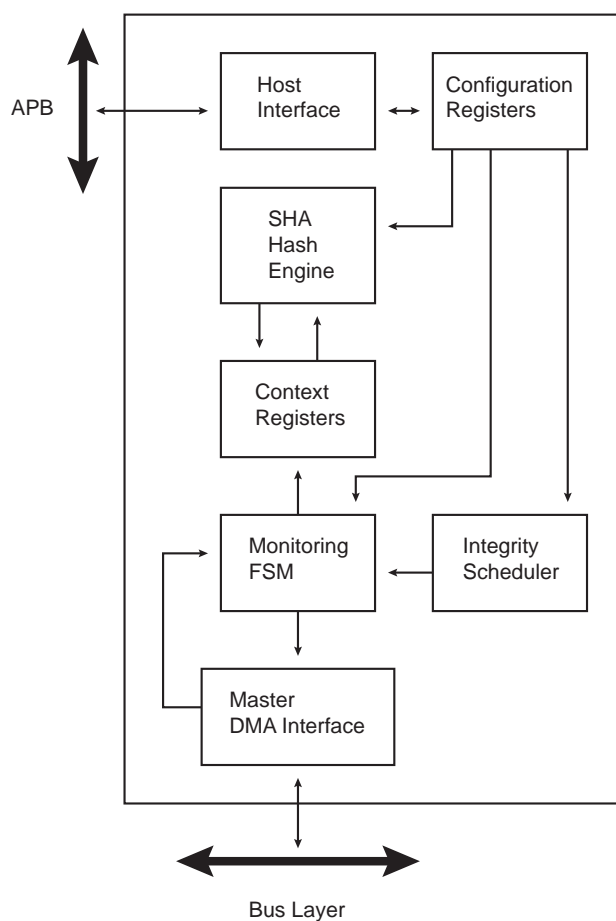 APB
Host
Interface
Configuration
Registers
SHA
Hash
Engine
Context
Registers
Monitoring
FSM
Integrity
Scheduler
Master
DMA Interface
Bus Layer